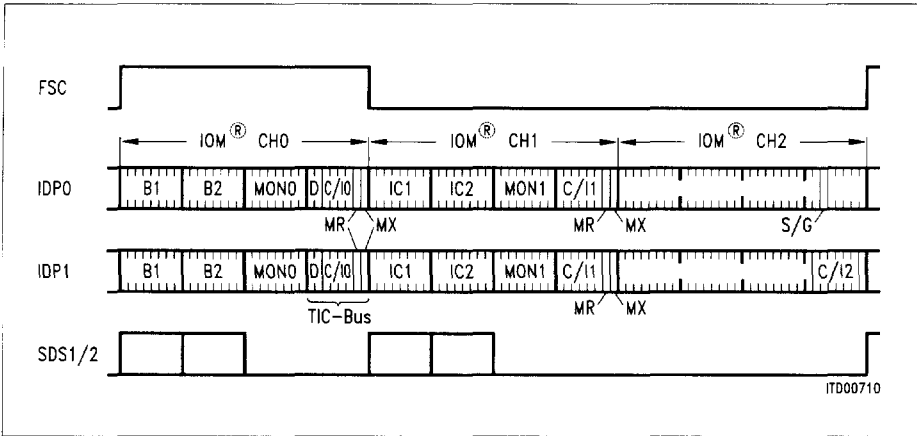 FSC
IOM® CH0 IOM® CH1 IOM® CH2
IDP0 B1 B2 MON0 D C/I0 IC1 IC2 MON1 C/I1
MR MX MR MX S/G
IDP1 B1 B2 MON0 D C/I0 IC1 IC2 MON1 C/I1 C/I2
TIC-Bus MR MX
SDS1/2
ITD00710